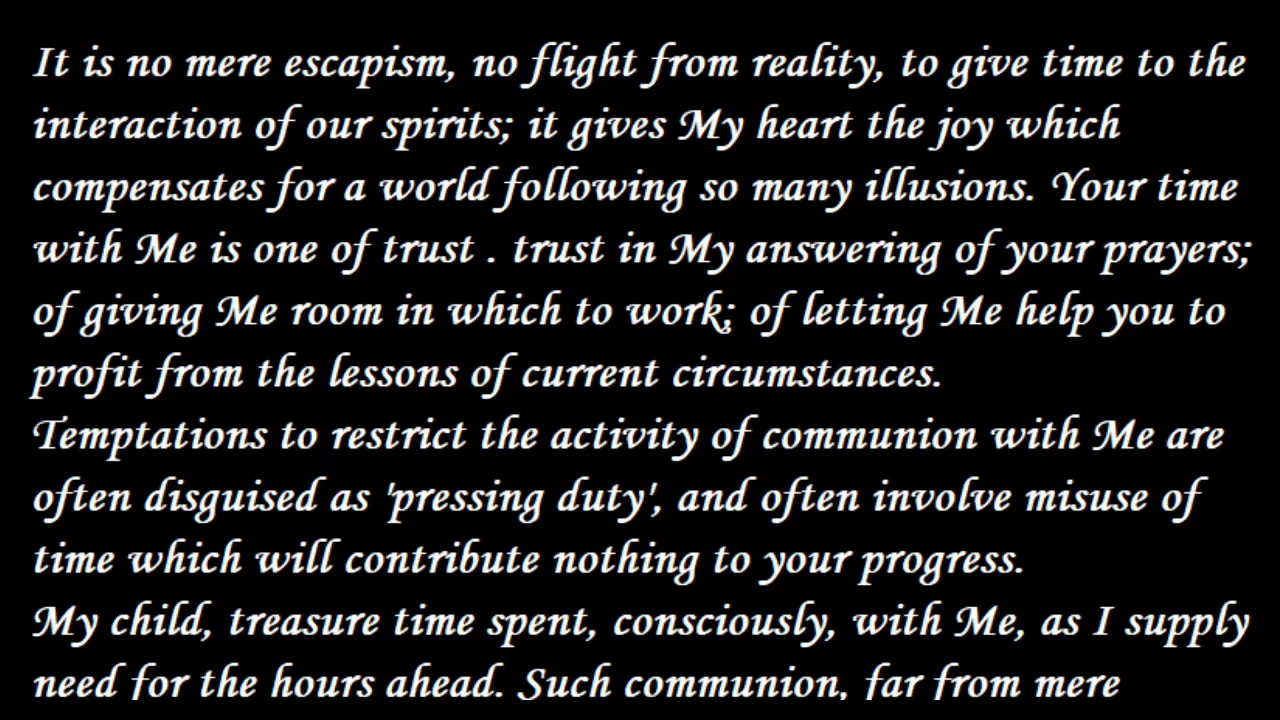 It is no mere escapism, no flight from reality, to give time to the
interaction of our spirits; it gives My heart the joy which
compensates for a world following so many illusions. Your time
with Me is one of trust . trust in My answering of your prayers;
of giving Me room in which to work; of letting Me help you to
profit from the lessons of current circumstances.
Temptations to restrict the activity of communion with Me are
often disguised as 'pressing duty', and often involve misuse of
time which will contribute nothing to your progress.
My child, treasure time spent, consciously, with Me, as I supply
need for the hours ahead. Such communion, far from mere